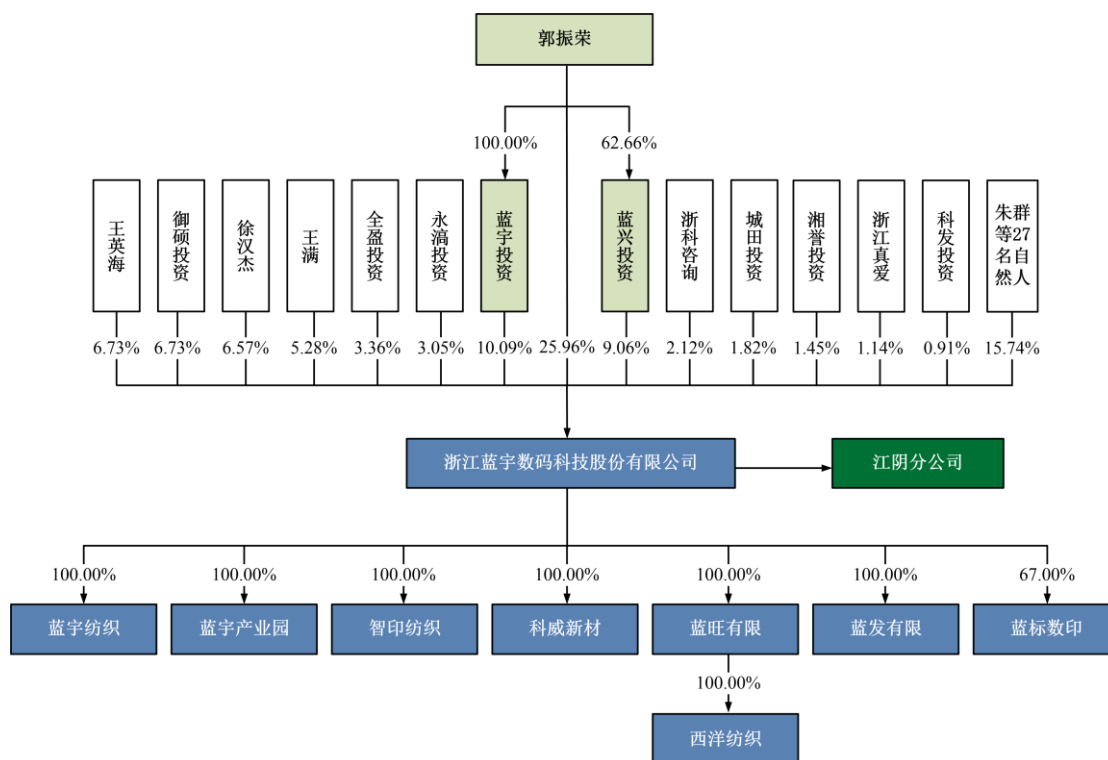 郭振荣
100.00%
62.66%
王英海
御硕投资
徐汉杰
王满
全盈投资
永滈投资
蓝宇投资
蓝兴投资
浙科咨询
城田投资
湘誉投资
浙江真爱
科发投资
朱群等27名自然人
6.73%
6.73%
6.57%
5.28%
3.36%
3.05%
10.09%
25.96%
9.06%
2.12%
1.82%
1.45%
1.14%
0.91%
15.74%
浙江蓝宇数码科技股份有限公司
江阴分公司
100.00%
100.00%
100.00%
100.00%
100.00%
100.00%
67.00%
蓝宇纺织
蓝宇产业园
智印纺织
科威新材
蓝旺有限
蓝发有限
蓝标数印
100.00%
西洋纺织